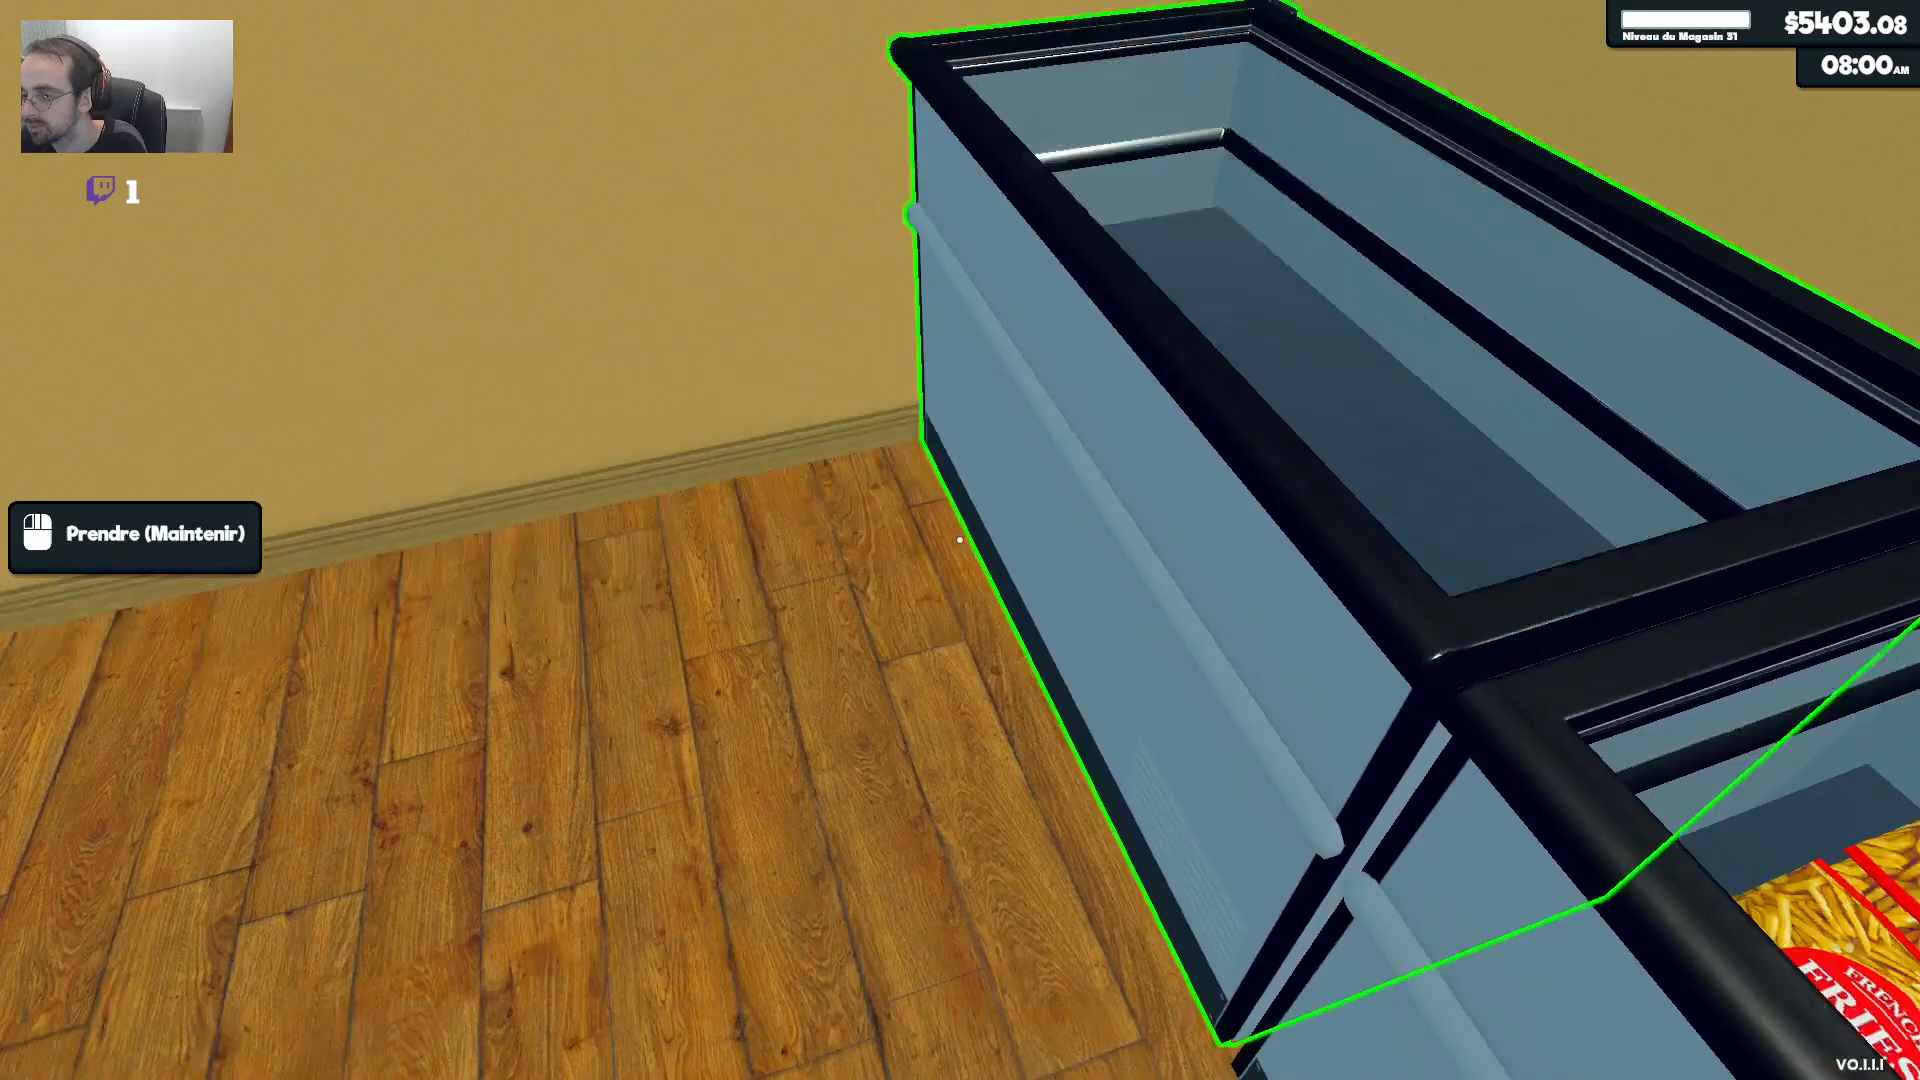 $5403.08
Niveau du Magasin 31
08:00AM
1
Prendre (Maintenir)
FRENCH
FRIES
V0.1.1.1